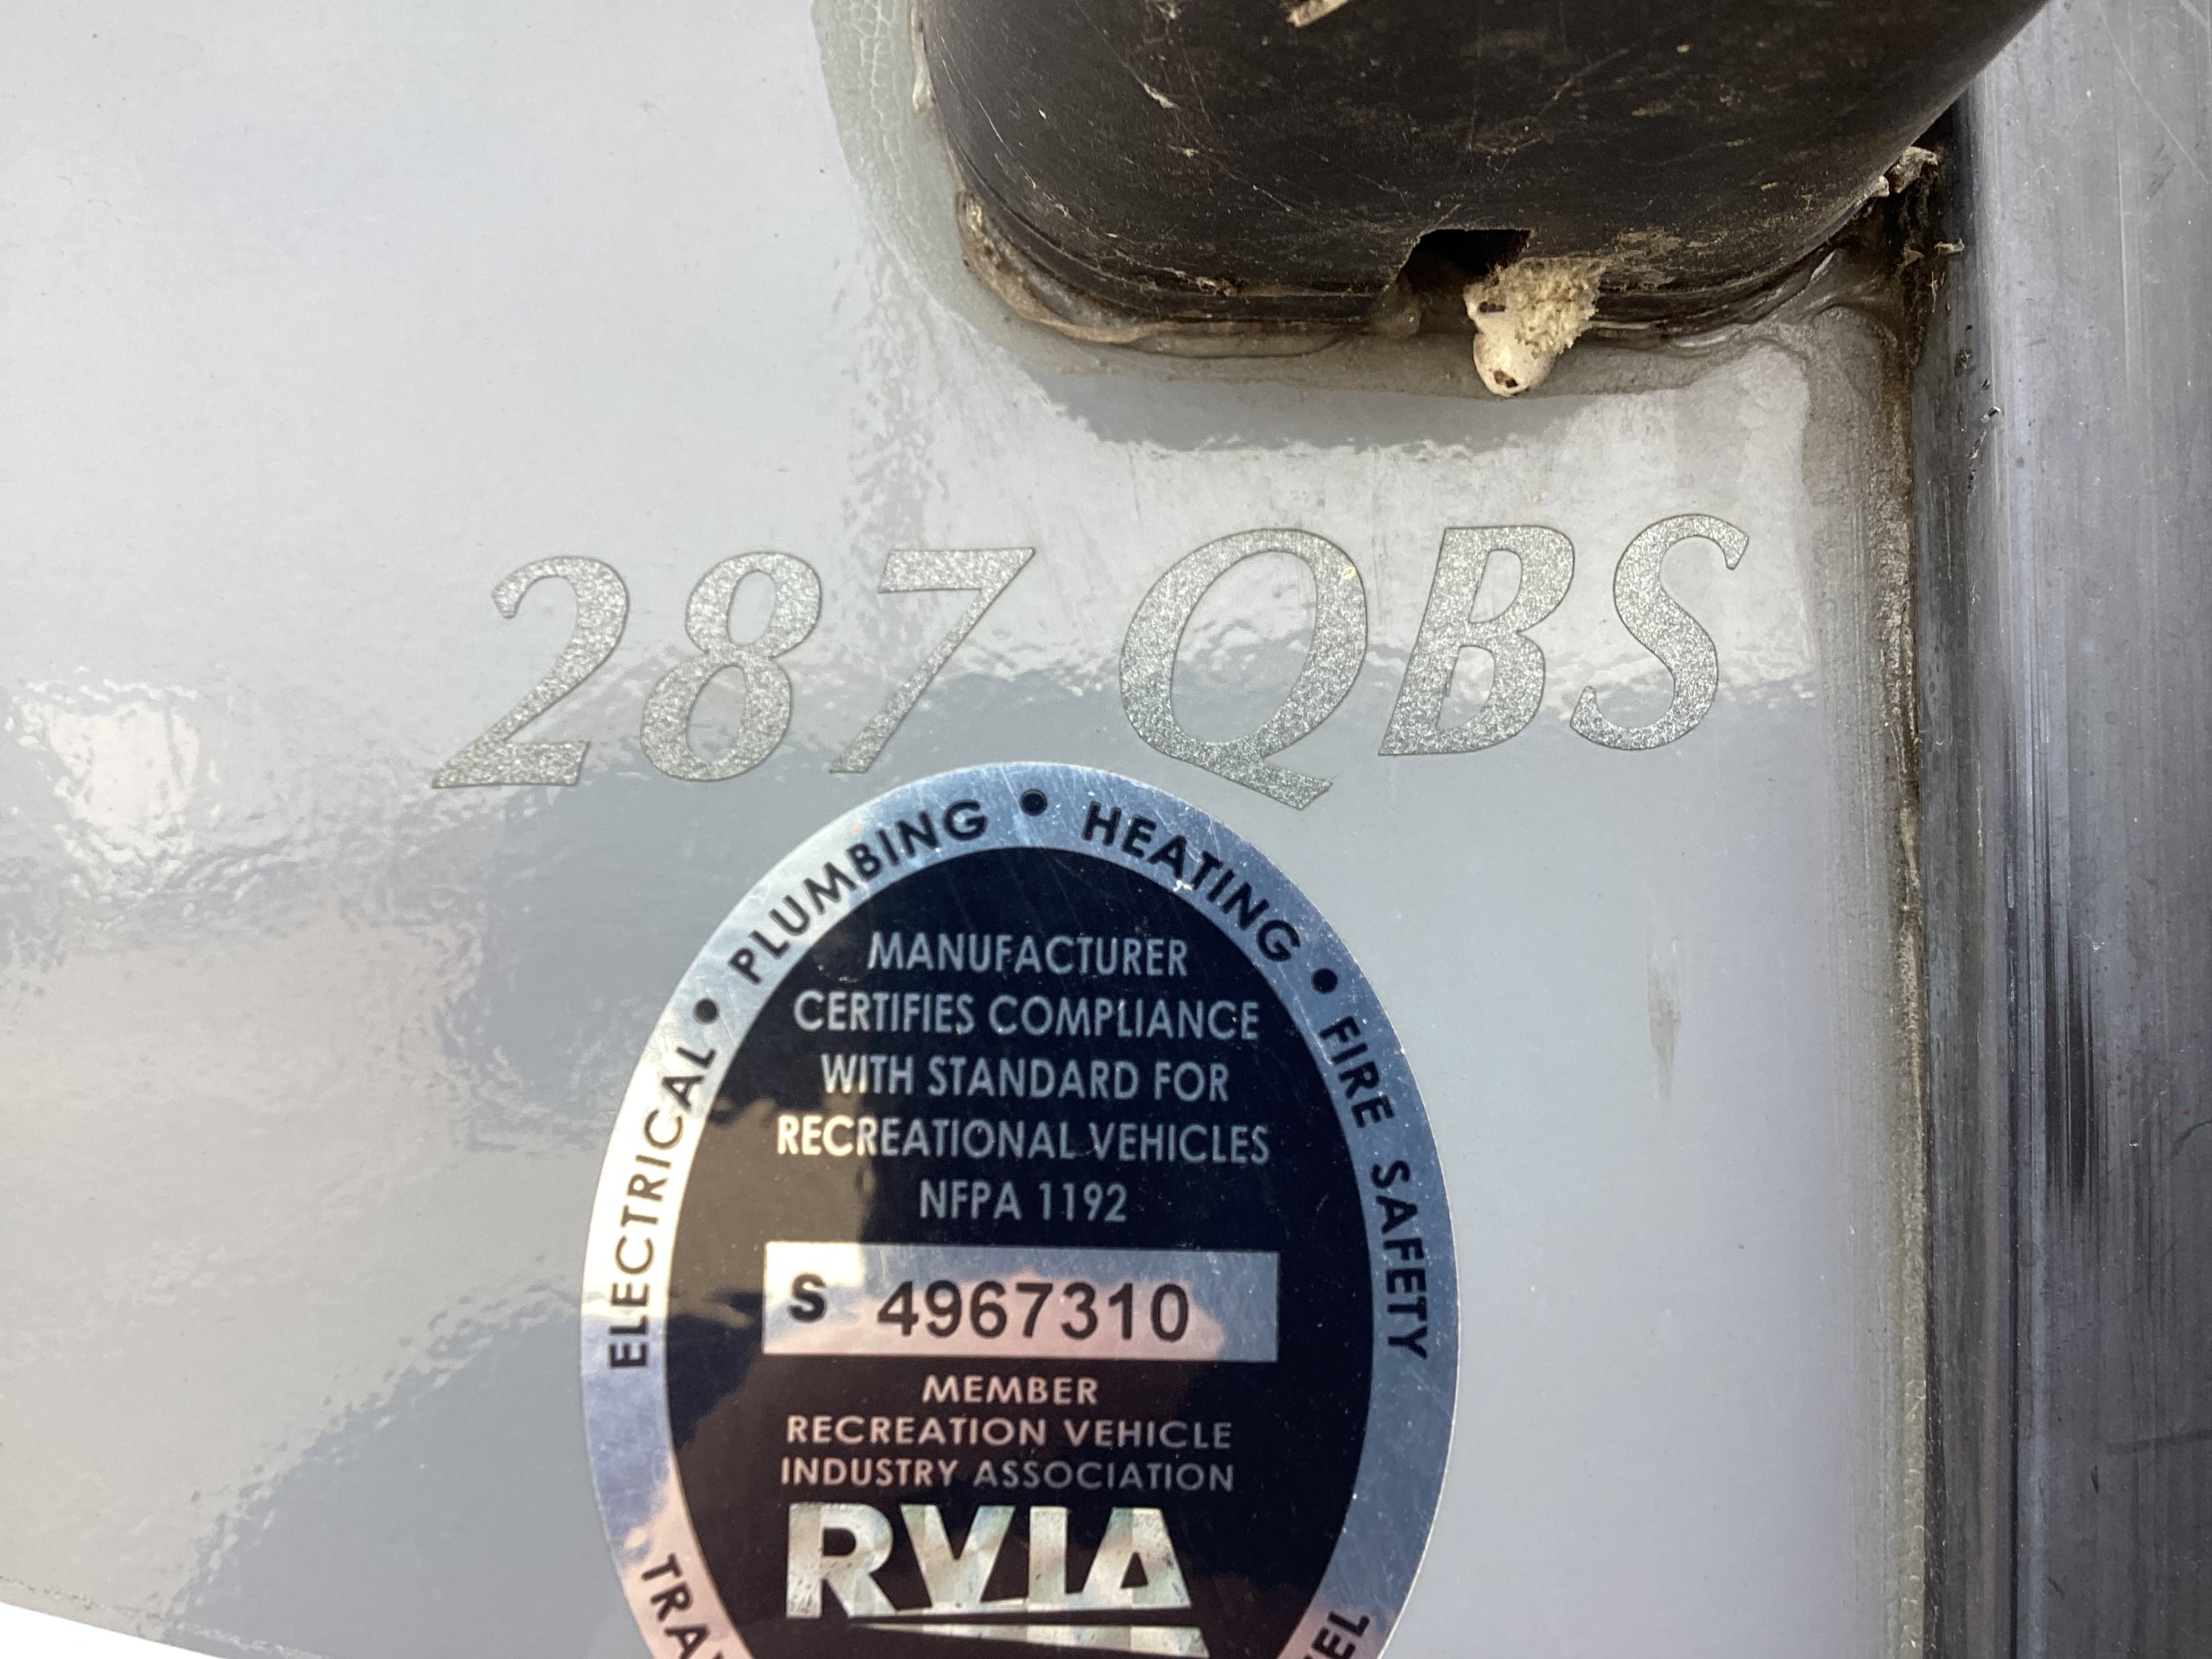 287 QBS
ELECTRICAL • PLUMBING • HEATING • FIRE SAFETY
MANUFACTURER
CERTIFIES COMPLIANCE
WITH STANDARD FOR
RECREATIONAL VEHICLES
NFPA 1192
S 4967310
MEMBER
RECREATION VEHICLE
INDUSTRY ASSOCIATION
RVIA